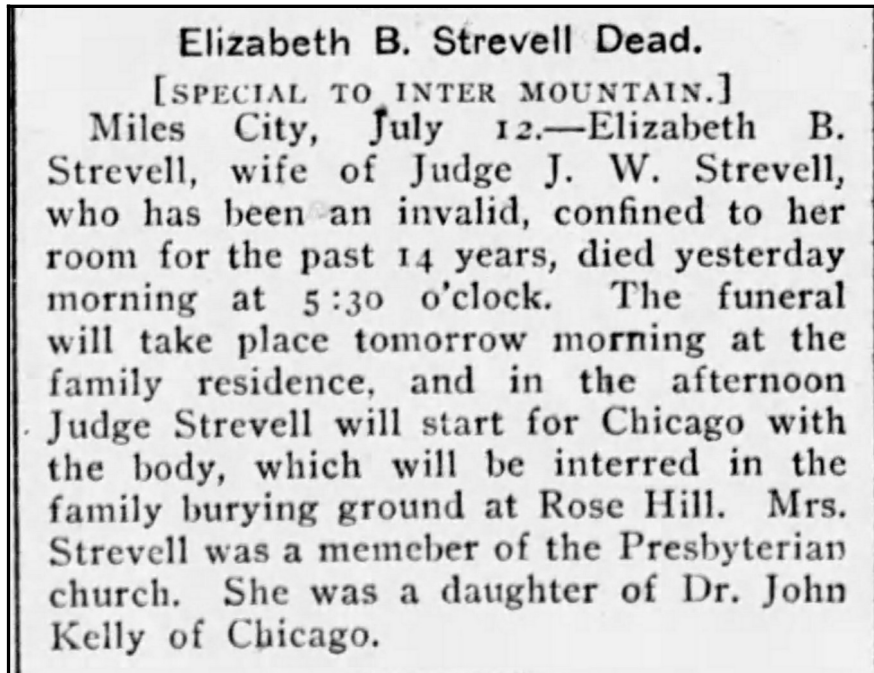 Elizabeth B. Strevell Dead.
[SPECIAL TO INTER MOUNTAIN.]
Miles City, July 12.—Elizabeth B.
Strevell, wife of Judge J. W. Strevell,
who has been an invalid, confined to her
room for the past 14 years, died yesterday
morning at 5:30 o'clock. The funeral
will take place tomorrow morning at the
family residence, and in the afternoon
Judge Strevell will start for Chicago with
the body, which will be interred in the
family burying ground at Rose Hill. Mrs.
Strevell was a memeber of the Presbyterian
church. She was a daughter of Dr. John
Kelly of Chicago.